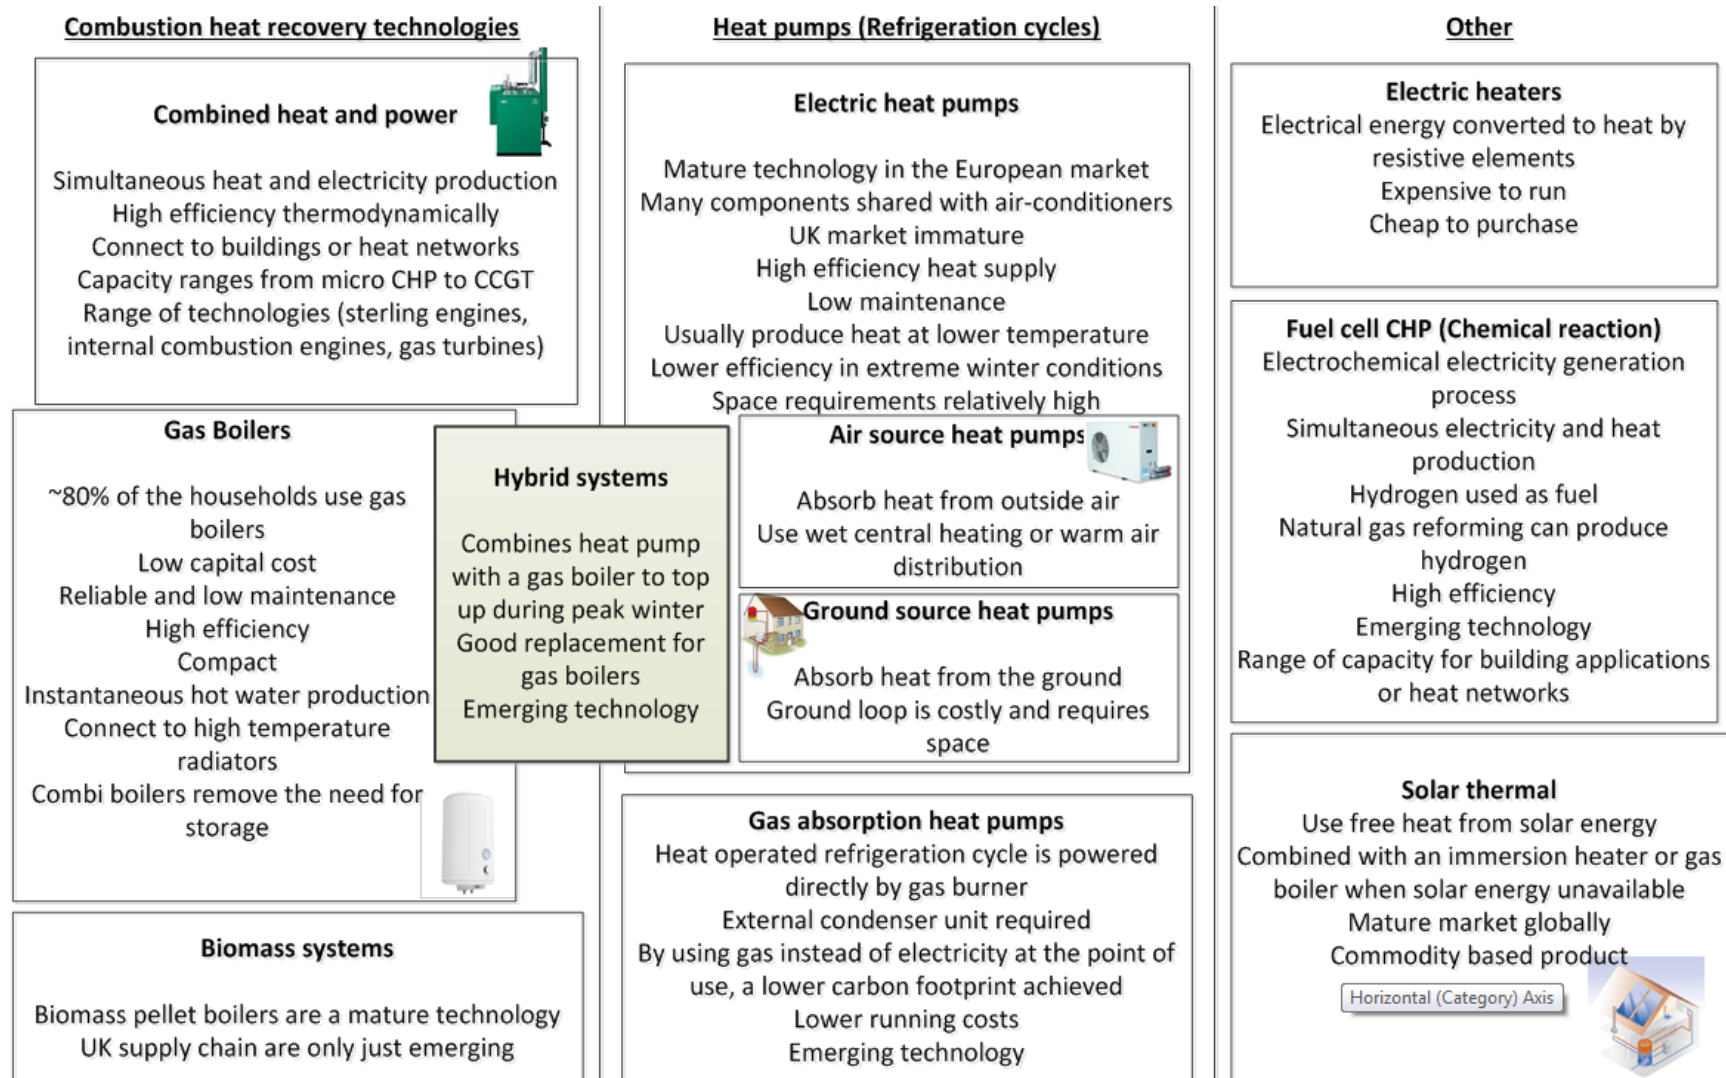 Combustion heat recovery technologies
Combined heat and power
Simultaneous heat and electricity production
High efficiency thermodynamically
Connect to buildings or heat networks
Capacity ranges from micro CHP to CCGT
Range of technologies (sterling engines,
internal combustion engines, gas turbines)
Gas Boilers
~80% of the households use gas
boilers
Low capital cost
Reliable and low maintenance
High efficiency
Compact
Instantaneous hot water production
Connect to high temperature
radiators
Combi boilers remove the need for
storage
Biomass systems
Biomass pellet boilers are a mature technology
UK supply chain are only just emerging
Hybrid systems
Combines heat pump
with a gas boiler to top
up during peak winter
Good replacement for
gas boilers
Emerging technology
Heat pumps (Refrigeration cycles)
Electric heat pumps
Mature technology in the European market
Many components shared with air-conditioners
UK market immature
High efficiency heat supply
Low maintenance
Usually produce heat at lower temperature
Lower efficiency in extreme winter conditions
Space requirements relatively high
Air source heat pumps
Absorb heat from outside air
Use wet central heating or warm air
distribution
Ground source heat pumps
Absorb heat from the ground
Ground loop is costly and requires
space
Gas absorption heat pumps
Heat operated refrigeration cycle is powered
directly by gas burner
External condenser unit required
By using gas instead of electricity at the point of
use, a lower carbon footprint achieved
Lower running costs
Emerging technology
Other
Electric heaters
Electrical energy converted to heat by
resistive elements
Expensive to run
Cheap to purchase
Fuel cell CHP (Chemical reaction)
Electrochemical electricity generation
process
Simultaneous electricity and heat
production
Hydrogen used as fuel
Natural gas reforming can produce
hydrogen
High efficiency
Emerging technology
Range of capacity for building applications
or heat networks
Solar thermal
Use free heat from solar energy
Combined with an immersion heater or gas
boiler when solar energy unavailable
Mature market globally
Commodity based product
Horizontal (Category) Axis